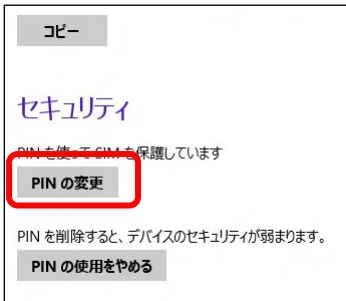 コピー
セキュリティ
PIN を使って SIM を保護しています
PIN の変更
PIN を削除すると、デバイスのセキュリティが弱まります。
PIN の使用をやめる